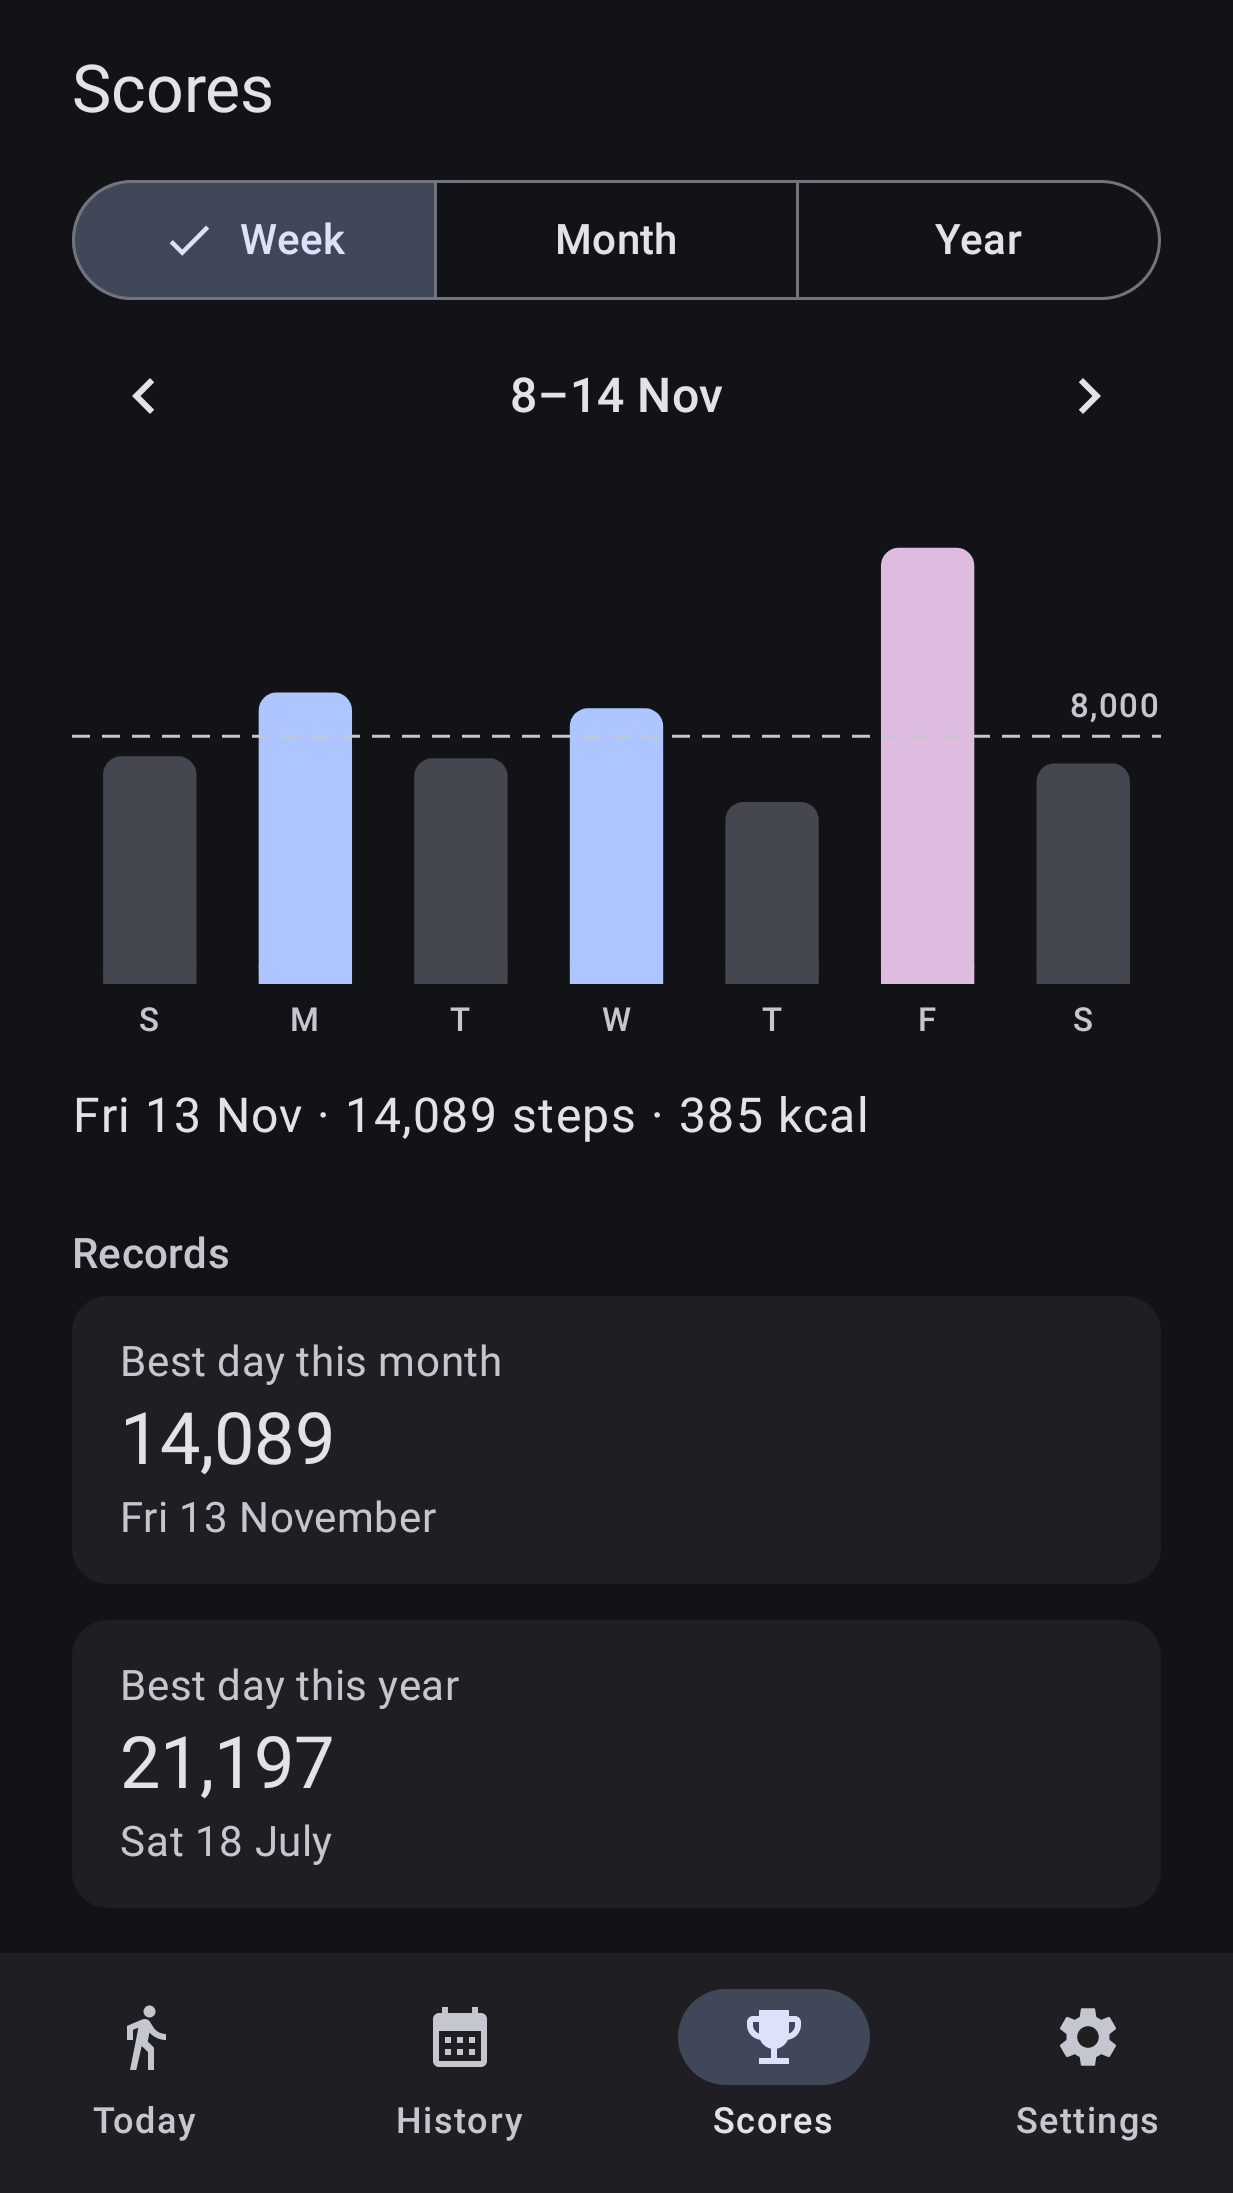 Scores
Week Month Year
8–14 Nov
8,000
S M T W T F S
Fri 13 Nov · 14,089 steps · 385 kcal
Records
Best day this month
14,089
Fri 13 November
Best day this year
21,197
Sat 18 July
Today History Scores Settings